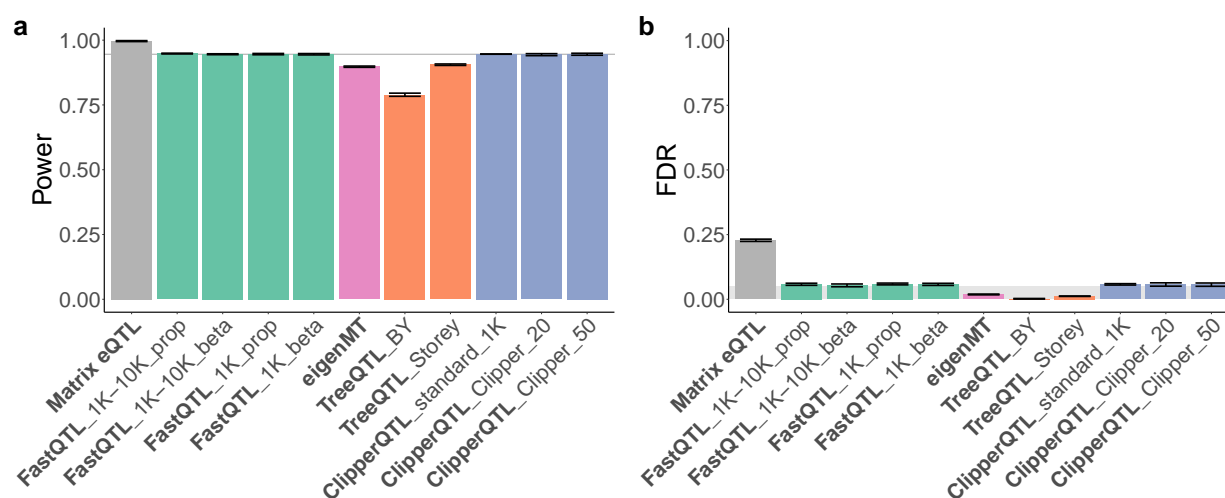 a
Power
1.00
0.75
0.50
0.25
0.00
Matrix eQTL
FastQTL_1K−10K_prop
FastQTL_1K−10K_beta
FastQTL_1K_prop
FastQTL_1K_beta
eigenMT
TreeQTL_BY
TreeQTL_Storey
ClipperQTL_standard_1K
ClipperQTL_Clipper_20
ClipperQTL_Clipper_50
b
FDR
1.00
0.75
0.50
0.25
0.00
Matrix eQTL
FastQTL_1K−10K_prop
FastQTL_1K−10K_beta
FastQTL_1K_prop
FastQTL_1K_beta
eigenMT
TreeQTL_BY
TreeQTL_Storey
ClipperQTL_standard_1K
ClipperQTL_Clipper_20
ClipperQTL_Clipper_50